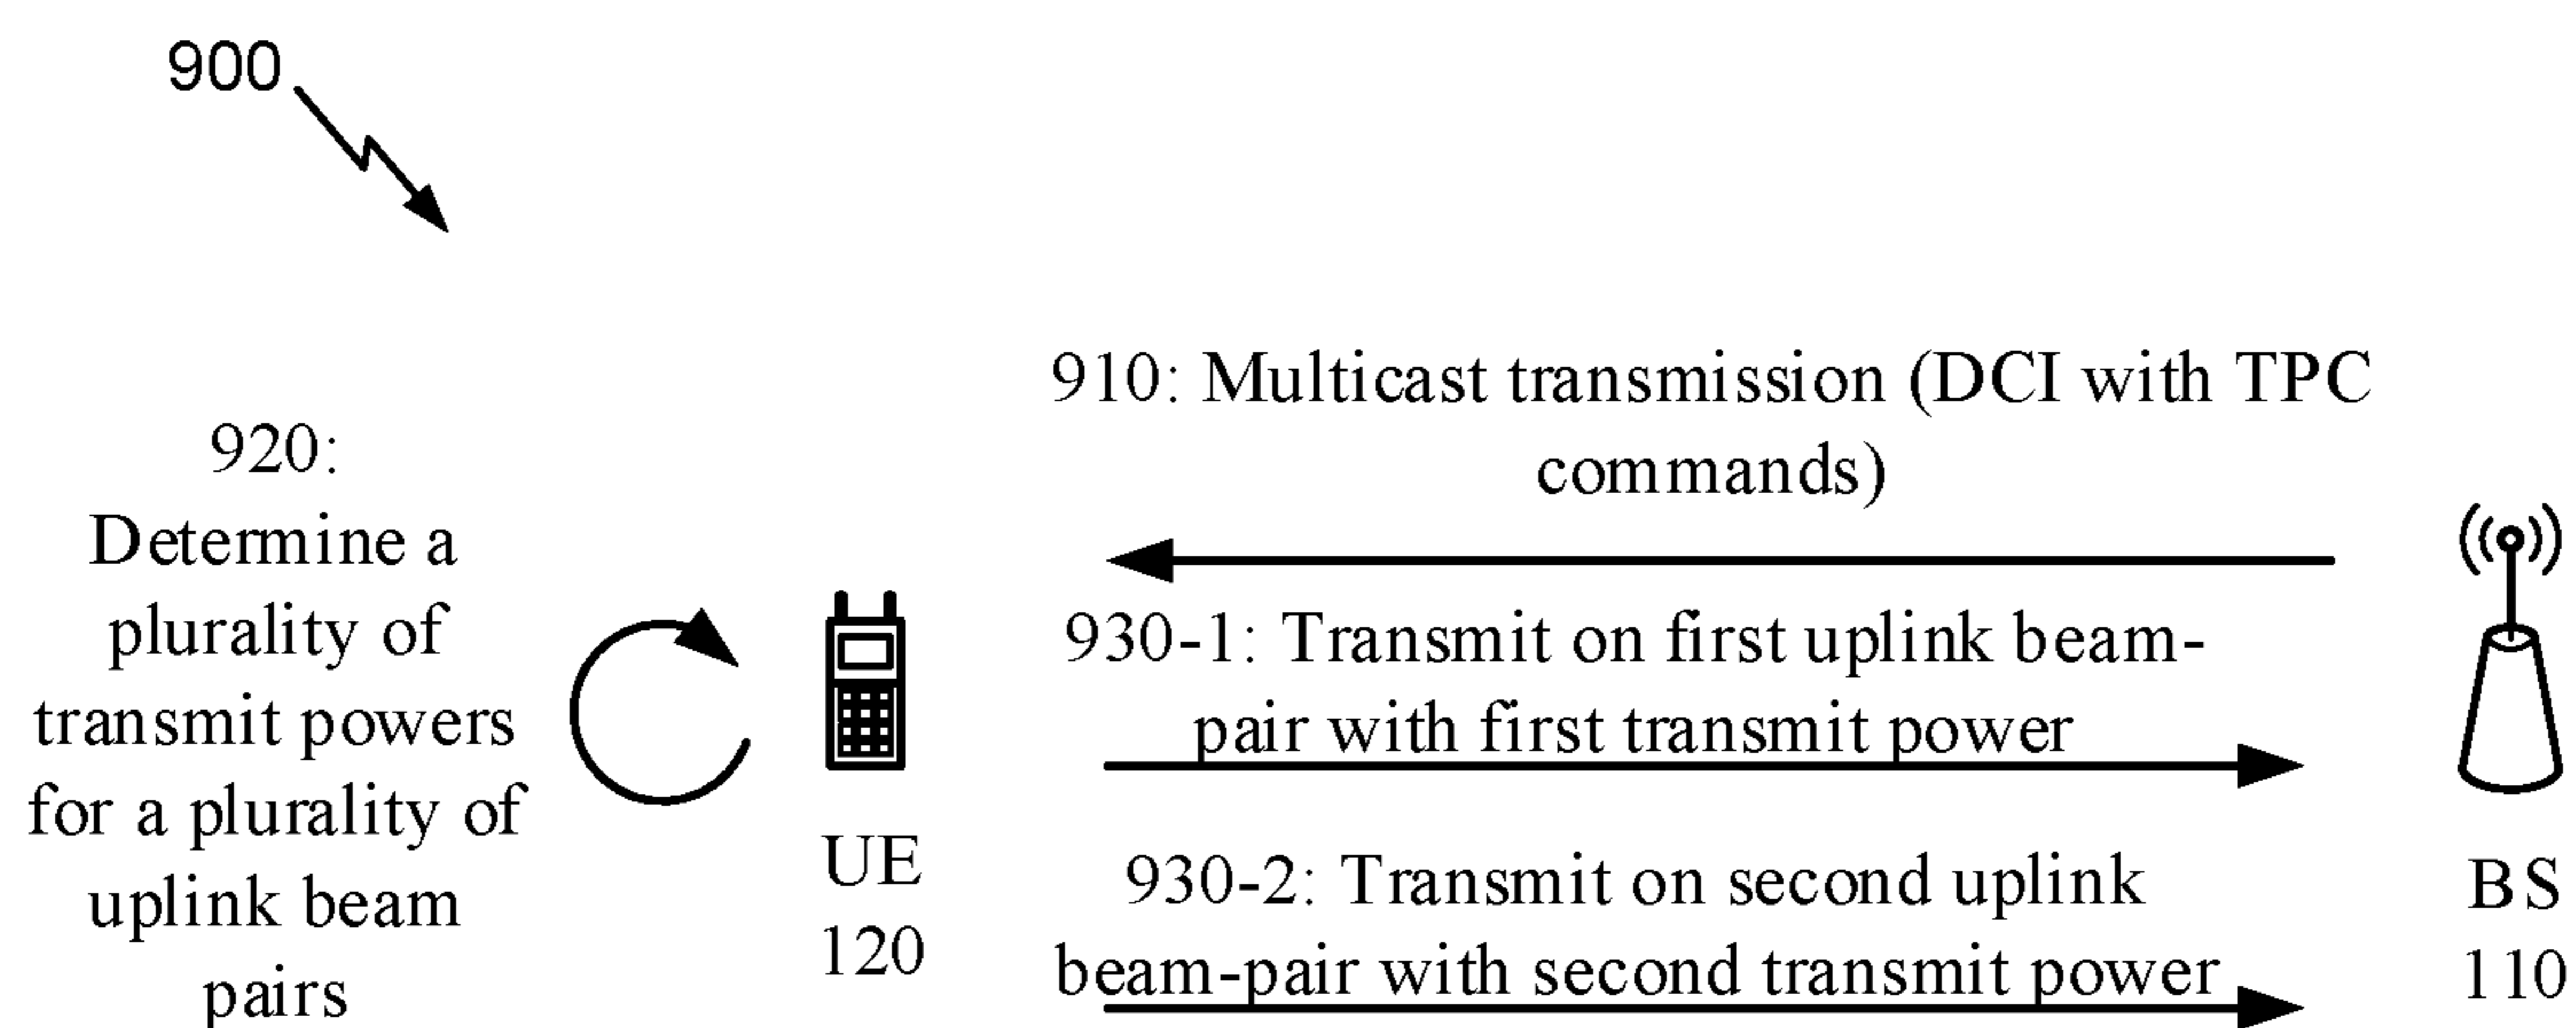 900
910: Multicast transmission (DCI with TPC
commands)
920:
Determine a
plurality of
transmit powers
for a plurality of
uplink beam
pairs
UE
120
930-1: Transmit on first uplink beam-
pair with first transmit power
930-2: Transmit on second uplink
beam-pair with second transmit power
BS
110